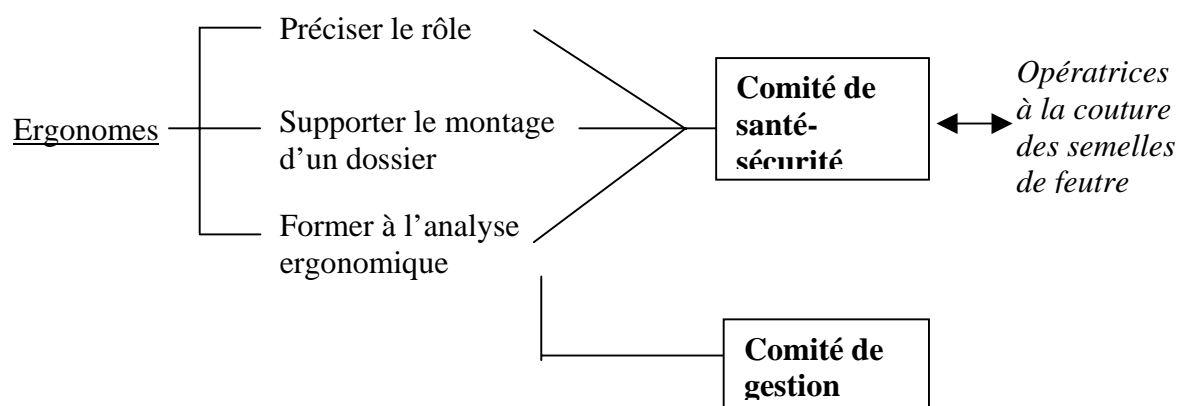 Ergonomes
Préciser le rôle
Supporter le montage
d’un dossier
Former à l’analyse
ergonomique
Comité de
santé-
sécurité
Opératrices
à la couture
des semelles
de feutre
Comité de
gestion